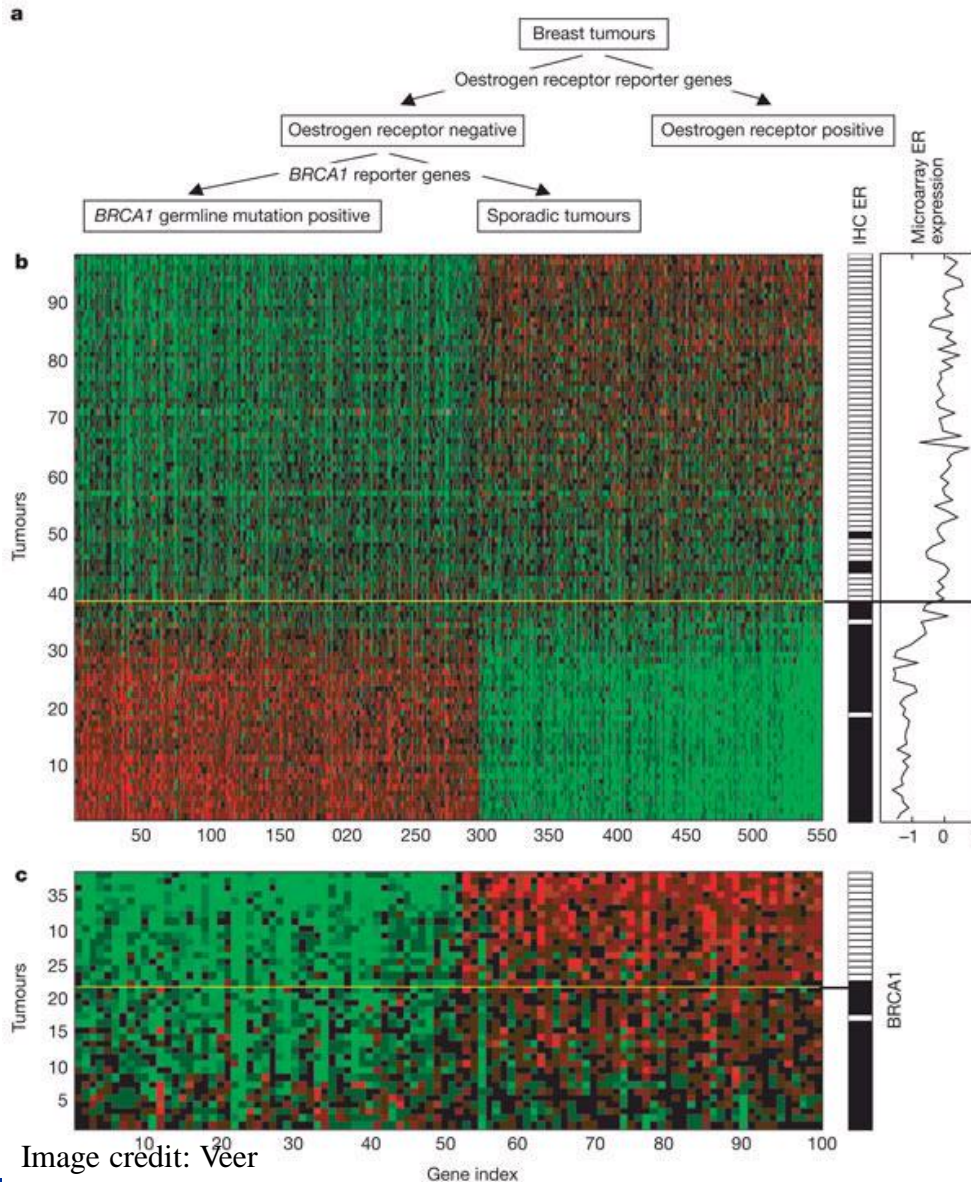 a
Breast tumours
Oestrogen receptor reporter genes
Oestrogen receptor negative
Oestrogen receptor positive
BRCA1 reporter genes
BRCA1 germline mutation positive
Sporadic tumours
IHC ER
Microarray ER
expression
b
90
80
70
60
50
40
30
20
10
Tumours
50 100 150 020 250 300 350 400 450 500 550
−1 0
c
35
10
25
20
15
10
5
Tumours
BRCA1
10 20 30 40 50 60 70 80 90 100
Image credit: Veer
Gene index